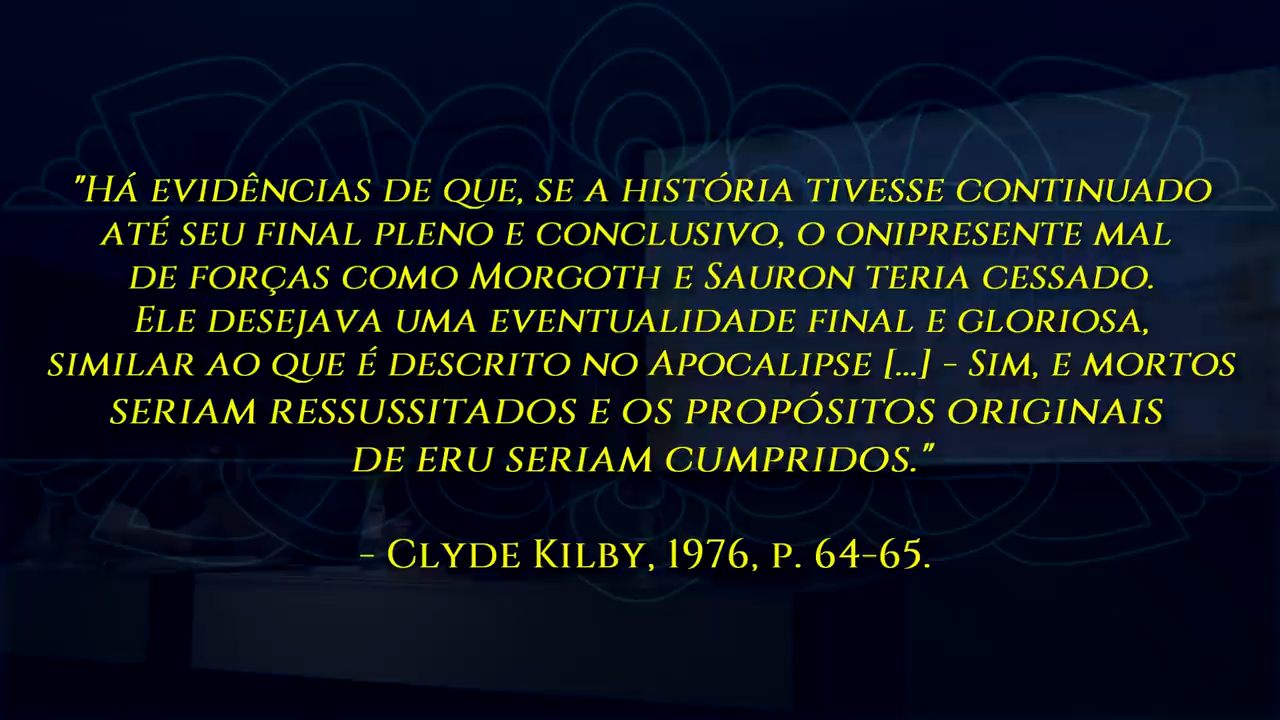 "Há evidências de que, se a história tivesse continuado
até seu final pleno e conclusivo, o onipresente mal
de forças como Morgoth e Sauron teria cessado.
Ele desejava uma eventualidade final e gloriosa,
similar ao que é descrito no Apocalipse [...] - Sim, e mortos
seriam ressussitados e os propósitos originais
de Eru seriam cumpridos."
- Clyde Kilby, 1976, p. 64-65.